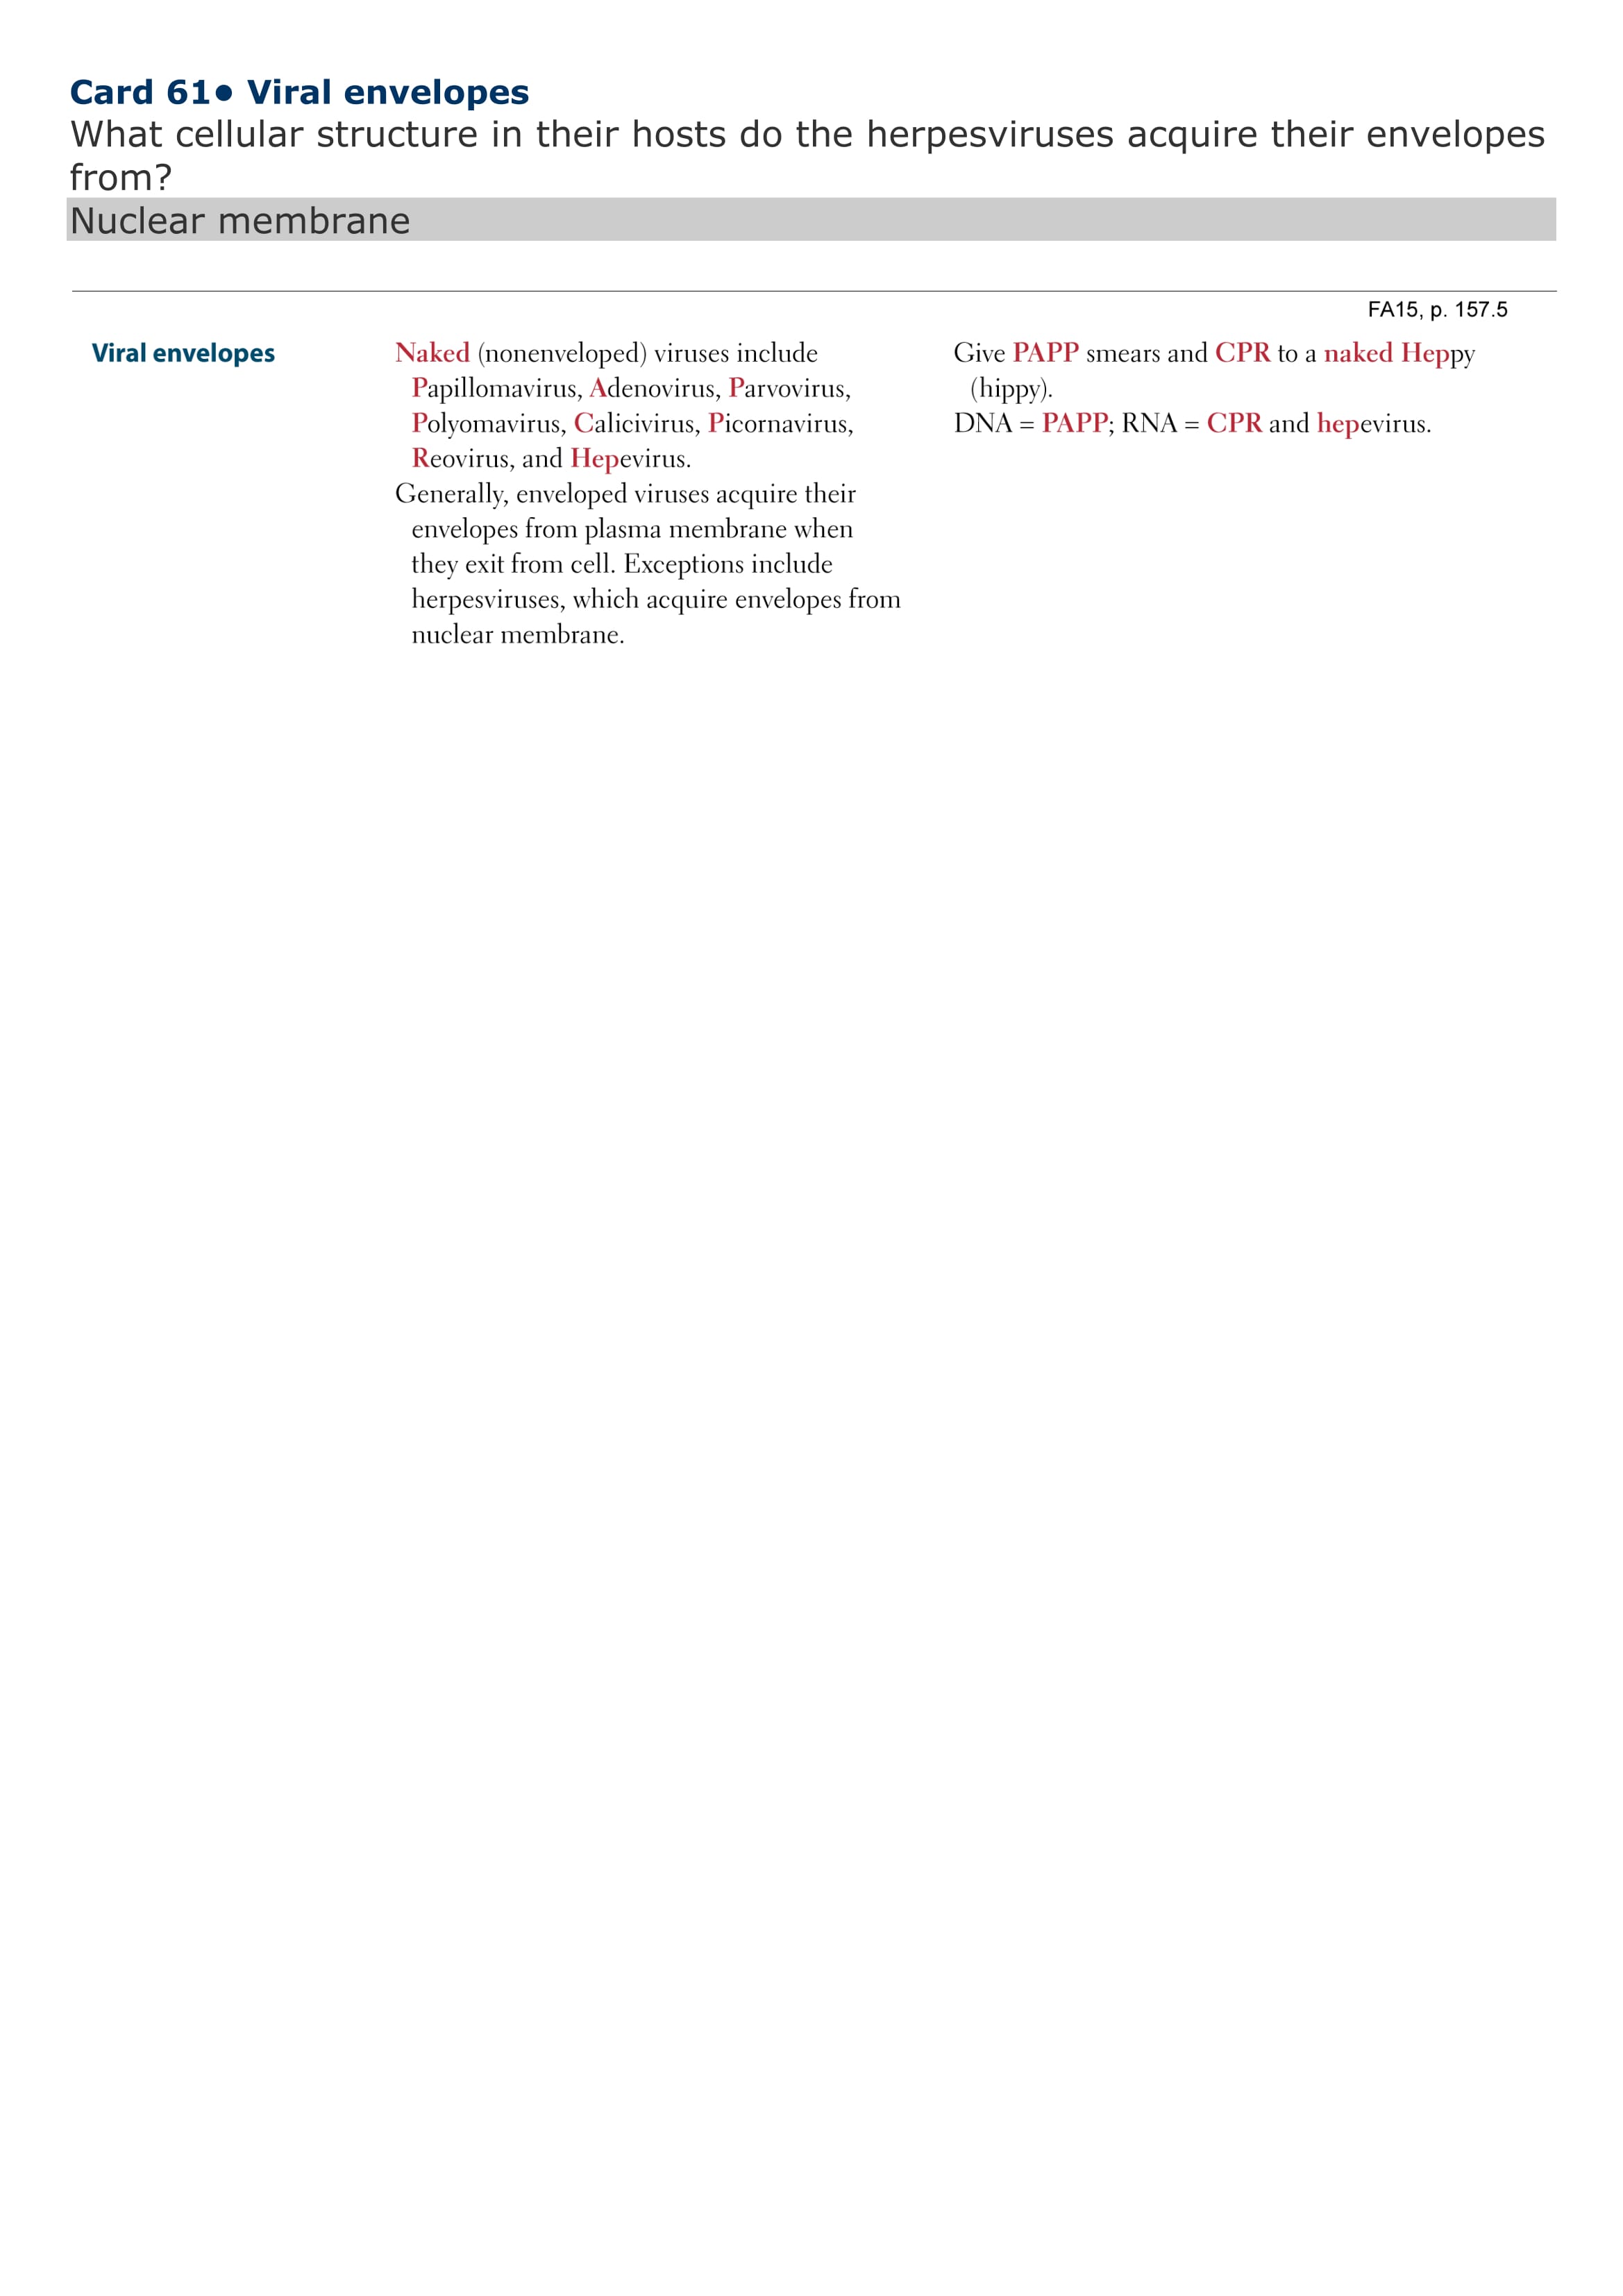 Card 61• Viral envelopes
What cellular structure in their hosts do the herpesviruses acquire their envelopes
from?
Nuclear membrane
FA15, p. 157.5
Viral envelopes
Naked (nonenveloped) viruses include
Papillomavirus, Adenovirus, Parvovirus,
Polyomavirus, Calicivirus, Picornavirus,
Reovirus, and Hepevirus.
Generally, enveloped viruses acquire their
envelopes from plasma membrane when
they exit from cell. Exceptions include
herpesviruses, which acquire envelopes from
nuclear membrane.
Give PAPP smears and CPR to a naked Heppy
(hippy).
DNA = PAPP; RNA = CPR and hepevirus.